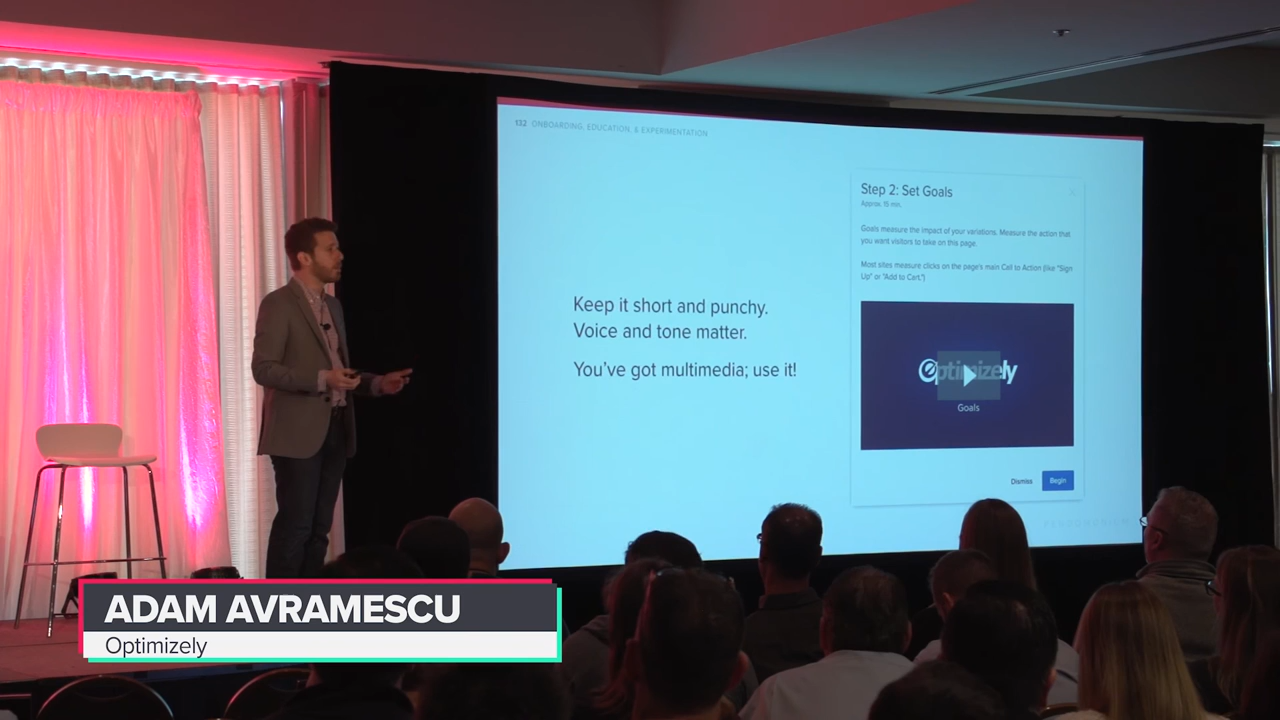 132 ONBOARDING, EDUCATION, & EXPERIMENTATION
Keep it short and punchy.
Voice and tone matter.
You've got multimedia; use it!
Step 2: Set Goals
Approx. 15 min.
Goals measure the impact of your variations. Measure the action that
you want visitors to take on this page.
Most sites measure clicks on the page's main Call to Action (like "Sign
Up" or "Add to Cart.")
Optimizely
Goals
Dismiss
Begin
ADAM AVRAMESCU
Optimizely